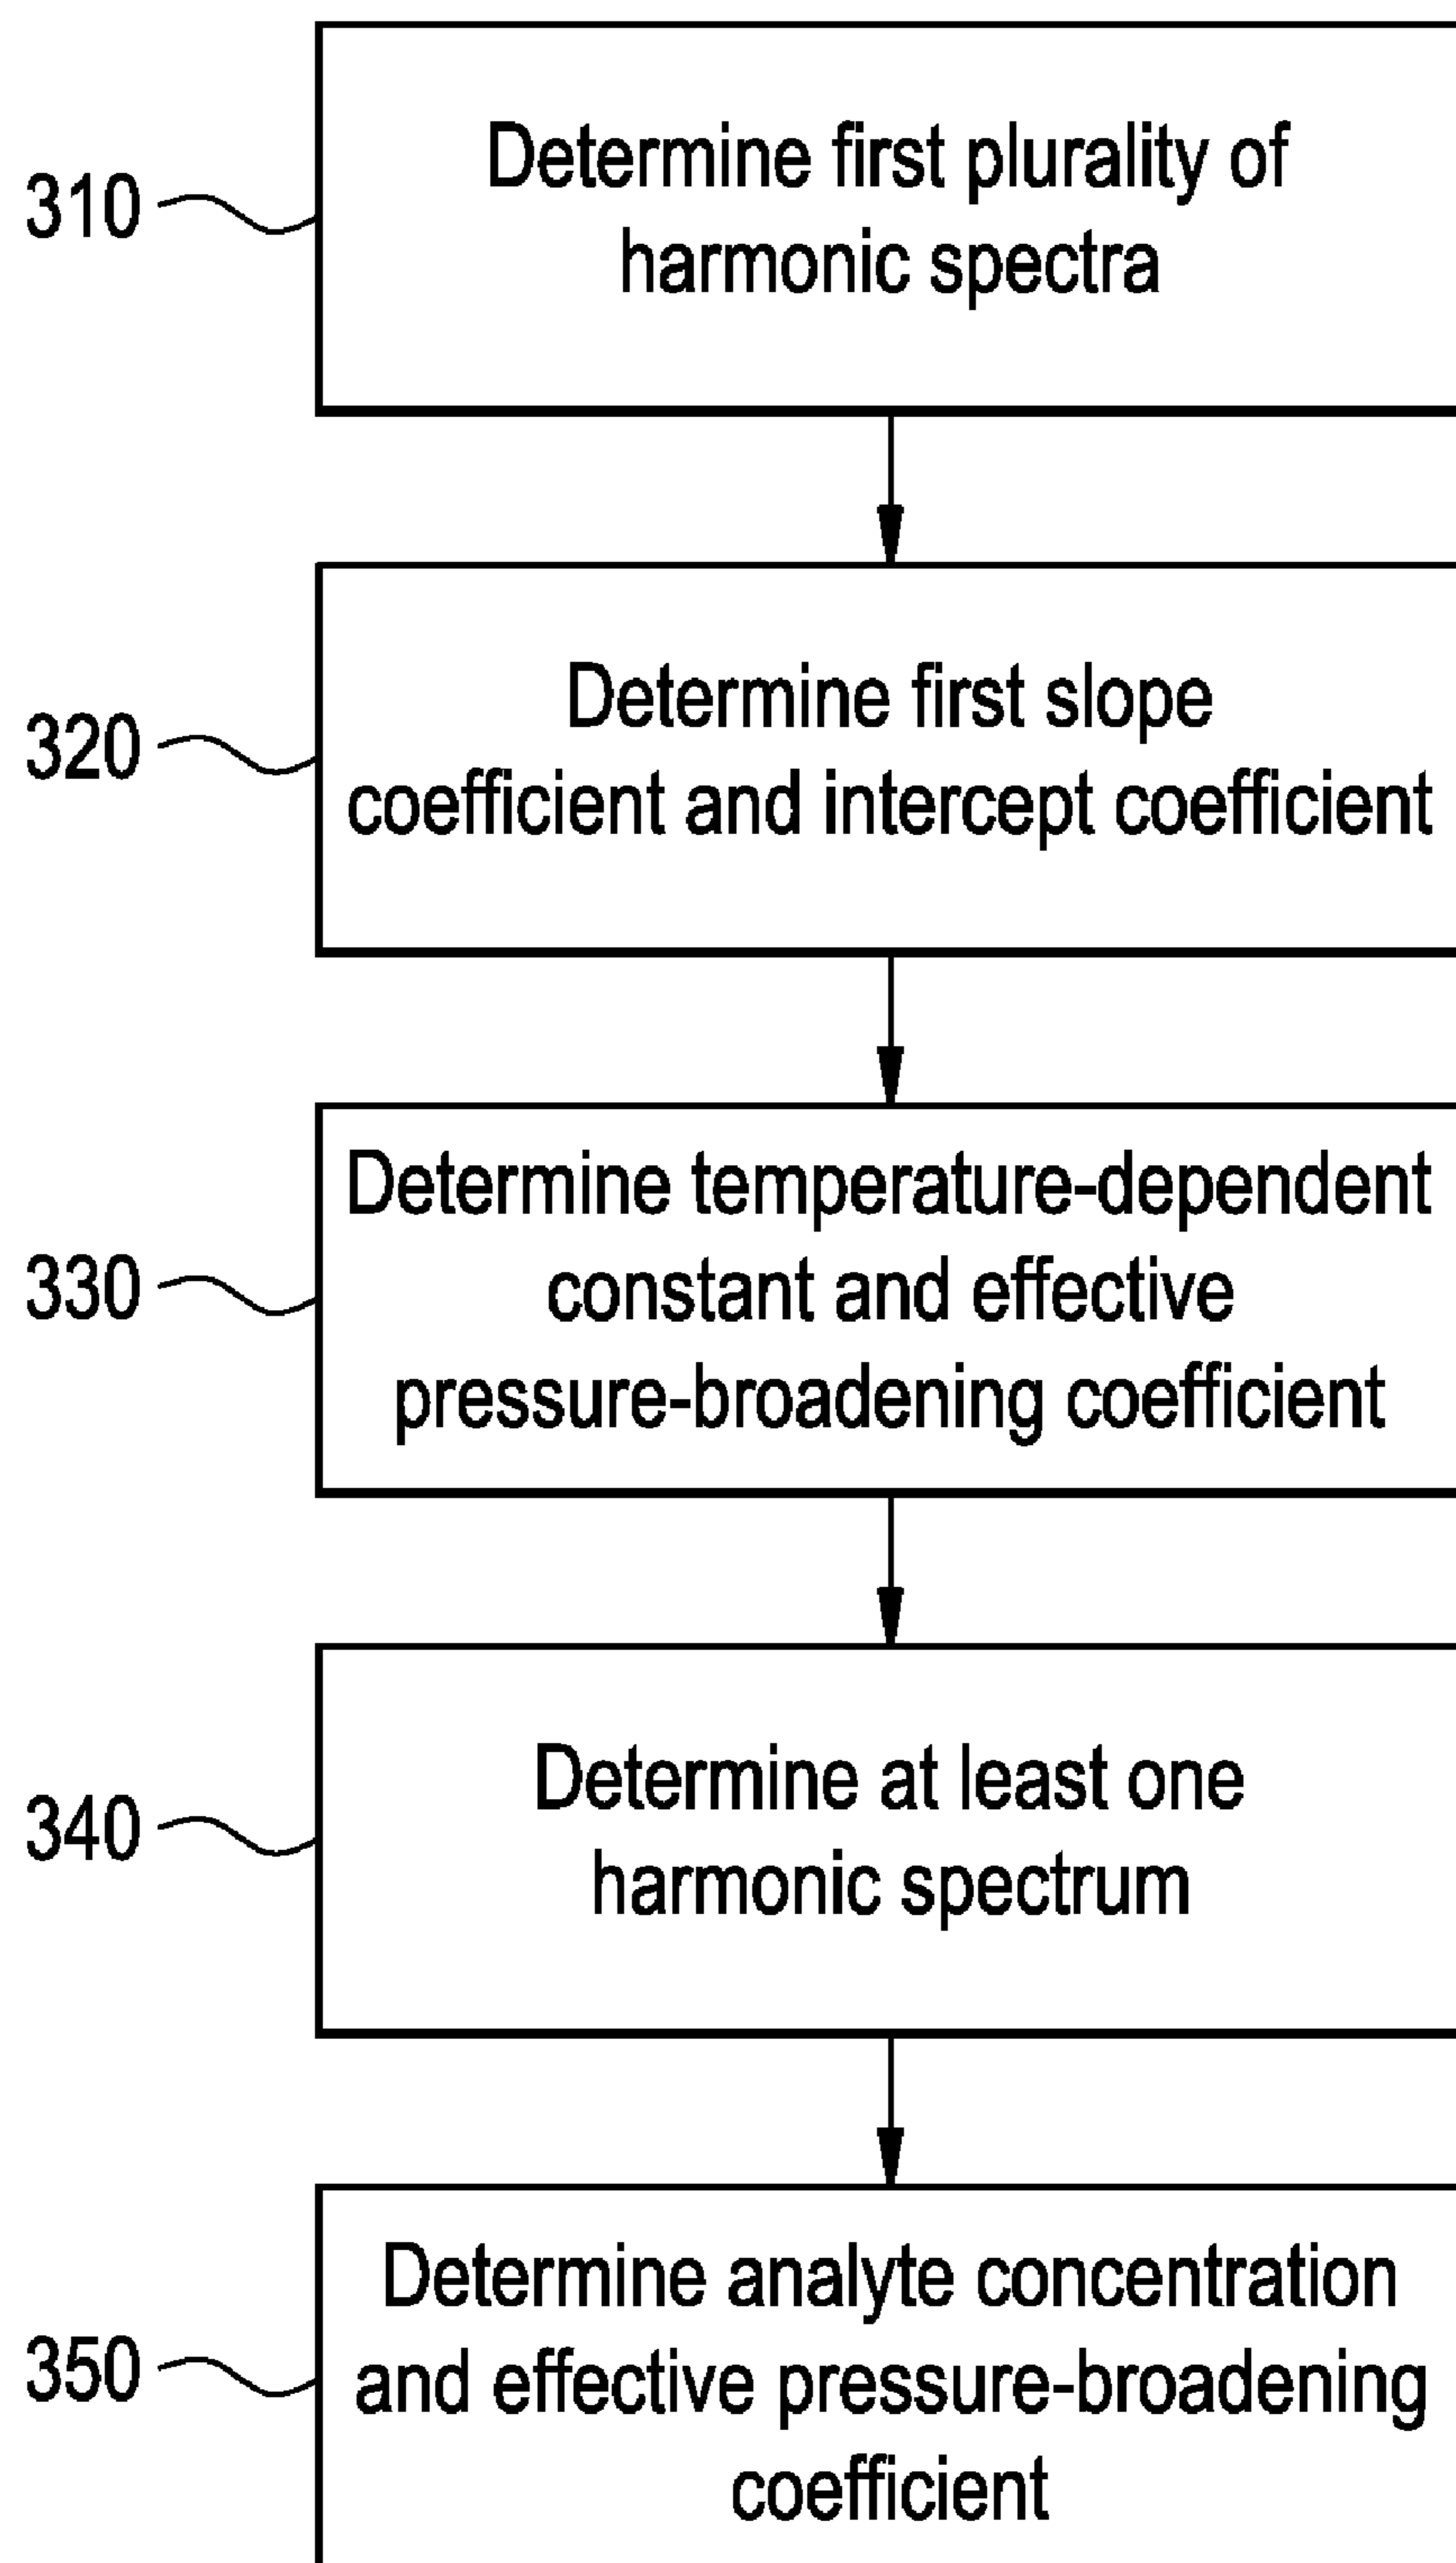 310
Determine first plurality of
harmonic spectra
320
Determine first slope
coefficient and intercept coefficient
330
Determine temperature-dependent
constant and effective
pressure-broadening coefficient
340
Determine at least one
harmonic spectrum
350
Determine analyte concentration
and effective pressure-broadening
coefficient